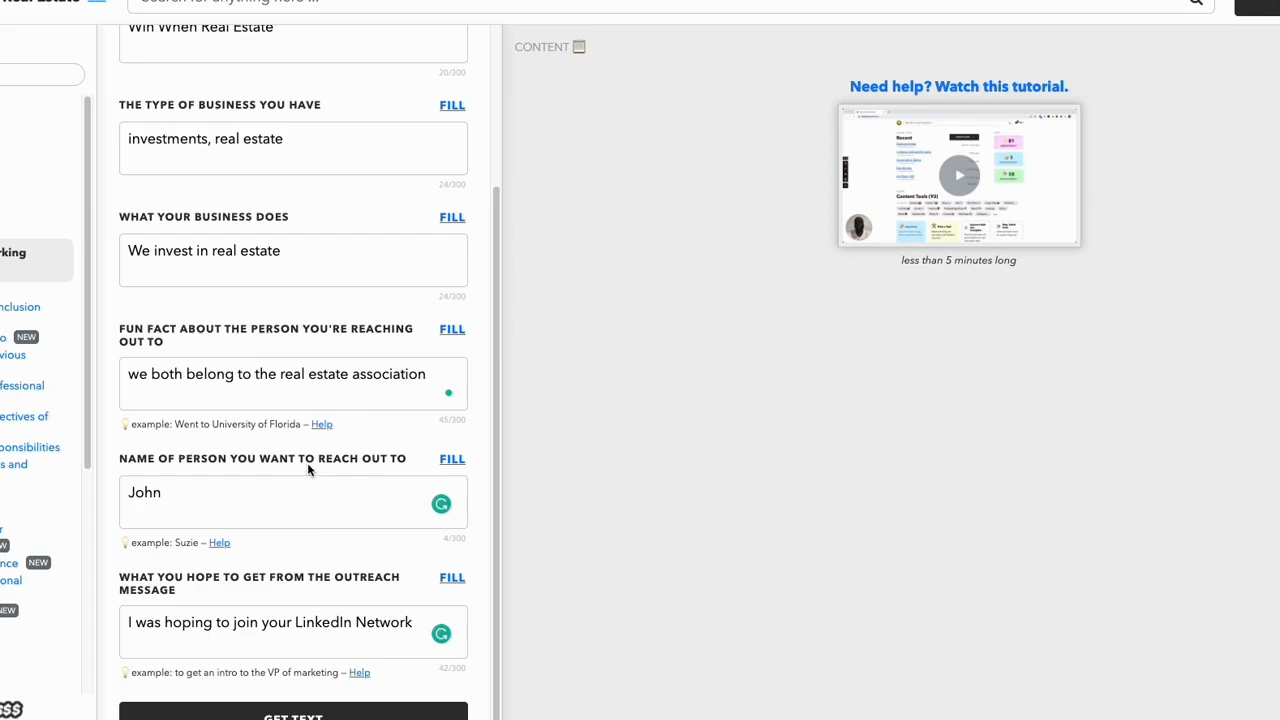 Real Estate
Search for anything here ...
Win When Real Estate
20/300
CONTENT
Need help? Watch this tutorial.
less than 5 minutes long
THE TYPE OF BUSINESS YOU HAVE
FILL
investments, real estate
24/300
WHAT YOUR BUSINESS DOES
FILL
We invest in real estate
24/300
FUN FACT ABOUT THE PERSON YOU'RE REACHING
OUT TO
FILL
we both belong to the real estate association
example: Went to University of Florida – Help
45/300
NAME OF PERSON YOU WANT TO REACH OUT TO
FILL
John
example: Suzie – Help
4/300
WHAT YOU HOPE TO GET FROM THE OUTREACH
MESSAGE
FILL
I was hoping to join your LinkedIn Network
example: to get an intro to the VP of marketing – Help
42/300
GET TEXT
rking
nclusion
o NEW
vious
fessional
ectives of
ponsibilities
s and
r
nce NEW
onal
NEW
$$$
Recent
Content Tools (93)